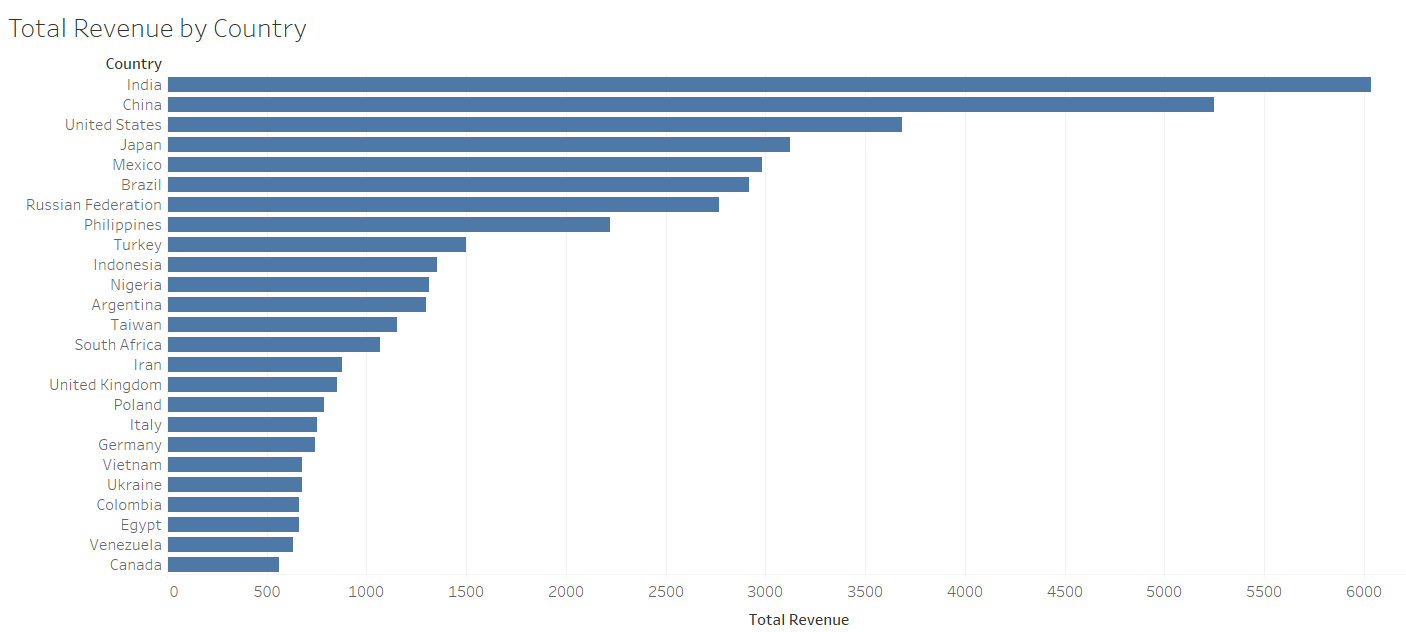 Total Revenue by Country
Country
India
China
United States
Japan
Mexico
Brazil
Russian Federation
Philippines
Turkey
Indonesia
Nigeria
Argentina
Taiwan
South Africa
Iran
United Kingdom
Poland
Italy
Germany
Vietnam
Ukraine
Colombia
Egypt
Venezuela
Canada
0 500 1000 1500 2000 2500 3000 3500 4000 4500 5000 5500 6000
Total Revenue